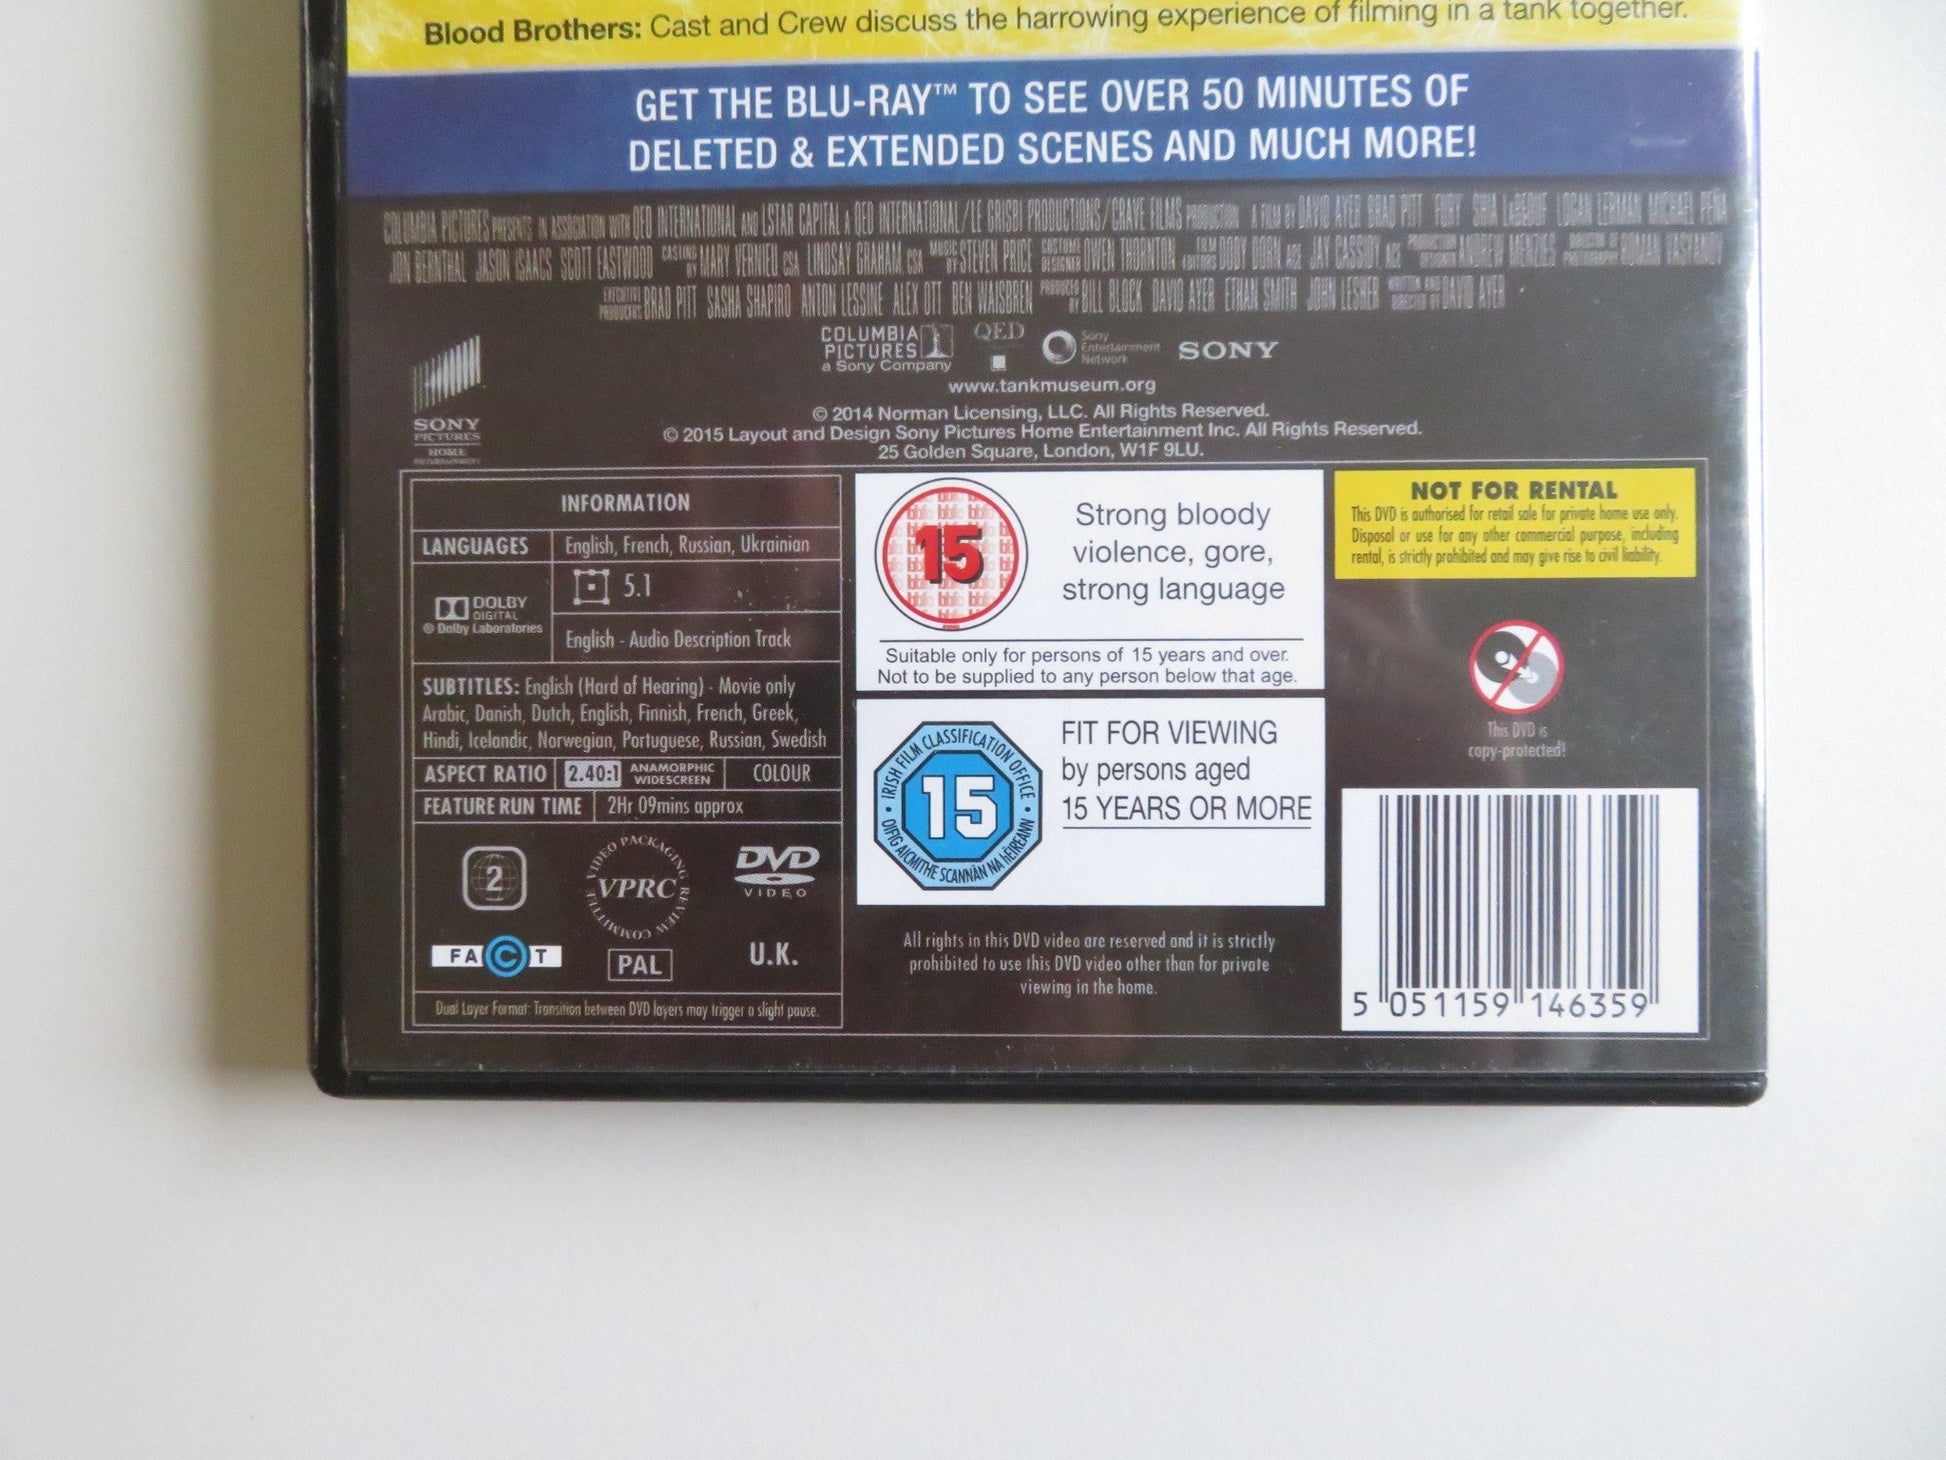 Blood Brothers: Cast and Crew discuss the harrowing experience of filming in a tank together.
GET THE BLU-RAY™ TO SEE OVER 50 MINUTES OF
DELETED & EXTENDED SCENES AND MUCH MORE!
COLUMBIA PICTURES PRESENTS IN ASSOCIATION WITH QED INTERNATIONAL AND LSTAR CAPITAL A QED INTERNATIONAL/LE GRISBI PRODUCTIONS/CRAVE FILMS PRODUCTION A FILM BY DAVID AYER BRAD PITT FURY SHIA LABEOUF LOGAN LERMAN MICHAEL PEÑA
JON BERNTHAL JASON ISAACS SCOTT EASTWOOD CASTING BY MARY VERNIEU CSA LINDSAY GRAHAM, CSA MUSIC BY STEVEN PRICE COSTUME DESIGNER OWEN THORNTON FILM EDITORS DODY DORN ACE JAY CASSIDY ACE PRODUCTION DESIGNER ANDREW MENZIES DIRECTOR OF PHOTOGRAPHY ROMAN VASYANOV
EXECUTIVE PRODUCERS BRAD PITT SASHA SHAPIRO ANTON LESSINE ALEX OTT BEN WAISBREN PRODUCED BY BILL BLOCK DAVID AYER ETHAN SMITH JOHN LESHER WRITTEN AND DIRECTED BY DAVID AYER
COLUMBIA
PICTURES
a Sony Company
QED
Sony
Entertainment
Network
SONY
SONY
PICTURES
HOME
ENTERTAINMENT
www.tankmuseum.org
© 2014 Norman Licensing, LLC. All Rights Reserved.
© 2015 Layout and Design Sony Pictures Home Entertainment Inc. All Rights Reserved.
25 Golden Square, London, W1F 9LU.
INFORMATION
LANGUAGES English, French, Russian, Ukrainian
DOLBY
DIGITAL
© Dolby Laboratories
5.1
English - Audio Description Track
SUBTITLES: English (Hard of Hearing) - Movie only
Arabic, Danish, Dutch, English, Finnish, French, Greek,
Hindi, Icelandic, Norwegian, Portuguese, Russian, Swedish
ASPECT RATIO 2.40:1 ANAMORPHIC WIDESCREEN COLOUR
FEATURE RUN TIME 2Hr 09mins approx
2
VIDEO PACKAGING REVIEW COMMITTEE
VPRC
DVD
VIDEO
FACT
PAL
U.K.
Dual Layer Format: Transition between DVD layers may trigger a slight pause.
15
Strong bloody
violence, gore,
strong language
Suitable only for persons of 15 years and over.
Not to be supplied to any person below that age.
IRISH FILM CLASSIFICATION OFFICE
15
OIFIG AICMITHE SCANNÁN NA hÉIREANN
FIT FOR VIEWING
by persons aged
15 YEARS OR MORE
All rights in this DVD video are reserved and it is strictly
prohibited to use this DVD video other than for private
viewing in the home.
NOT FOR RENTAL
This DVD is authorised for retail sale for private home use only.
Disposal or use for any other commercial purpose, including
rental, is strictly prohibited and may give rise to civil liability.
This DVD is
copy-protected!
5 051159 146359